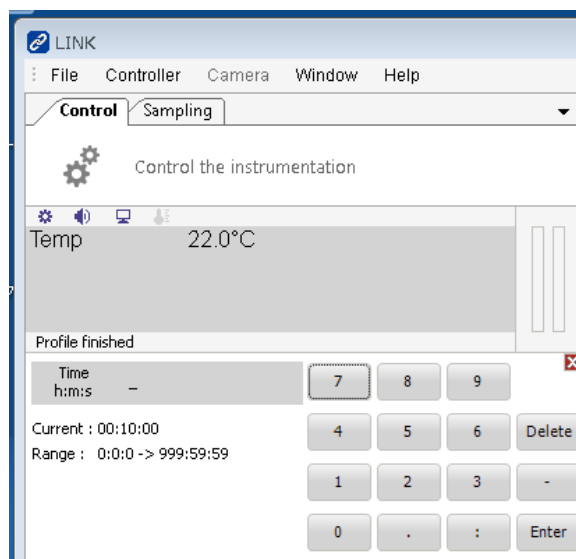 LINK
File Controller Camera Window Help
Control Sampling
Control the instrumentation
Temp 22.0°C
Profile finished
Time
h:m:s –
7 8 9
Current : 00:10:00
4 5 6 Delete
Range : 0:0:0 -> 999:59:59
1 2 3 -
0 . : Enter